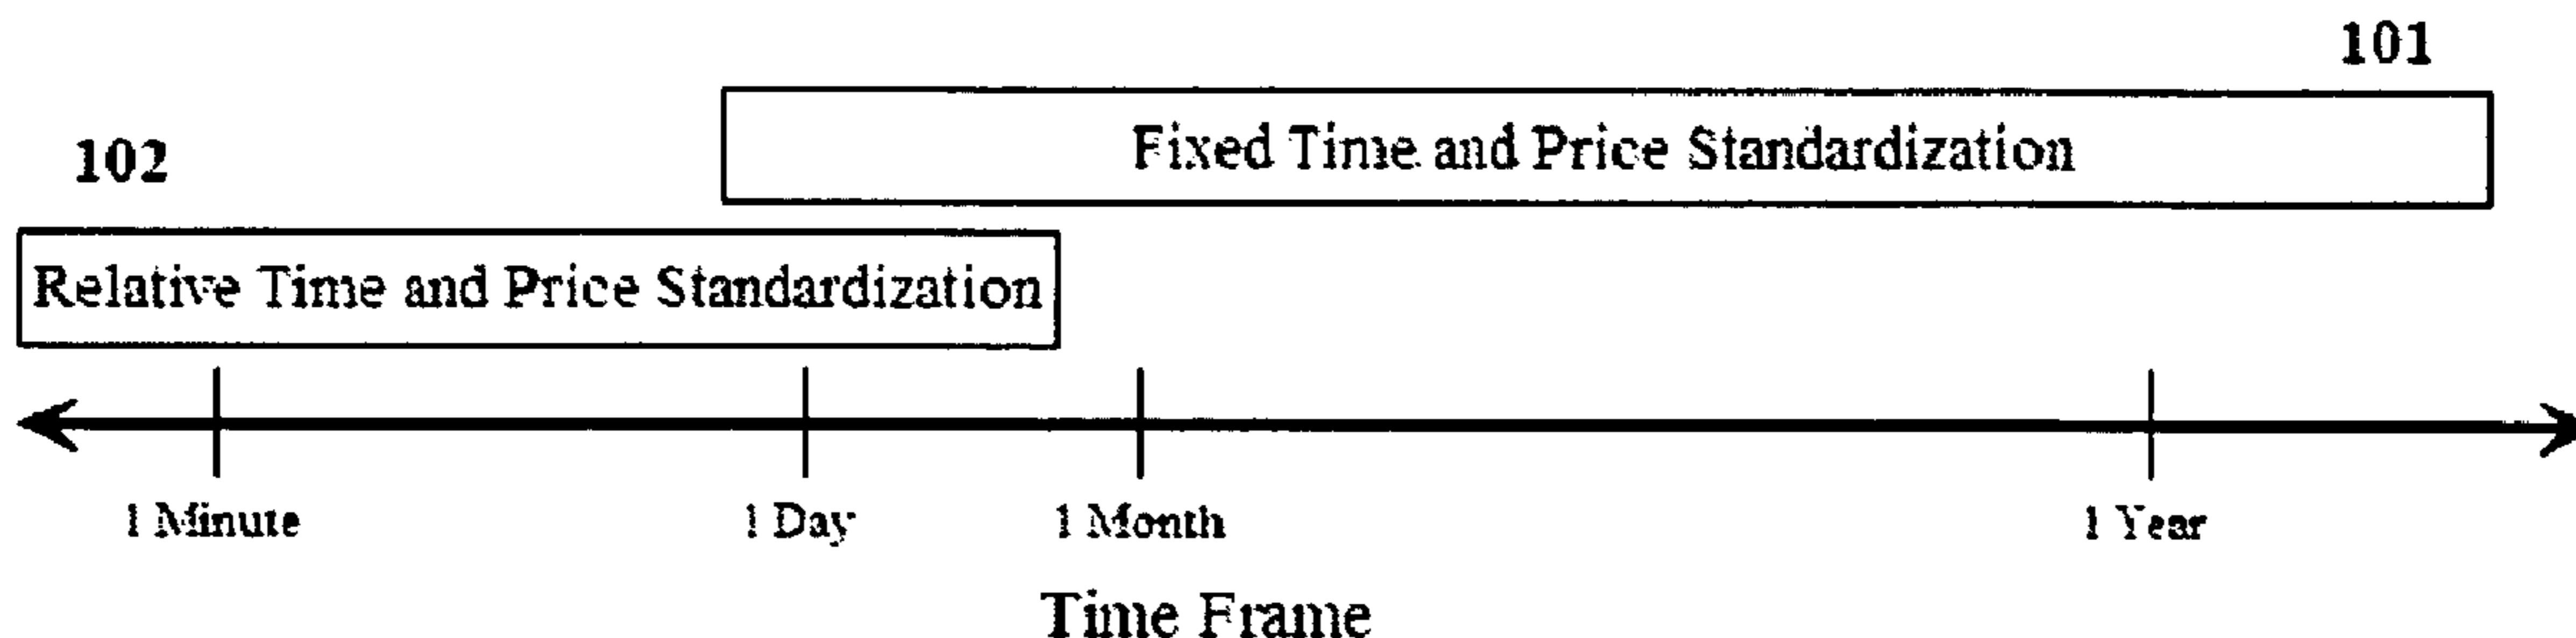 101
102
Fixed Time and Price Standardization
Relative Time and Price Standardization
1 Minute
1 Day
1 Month
1 Year
Time Frame